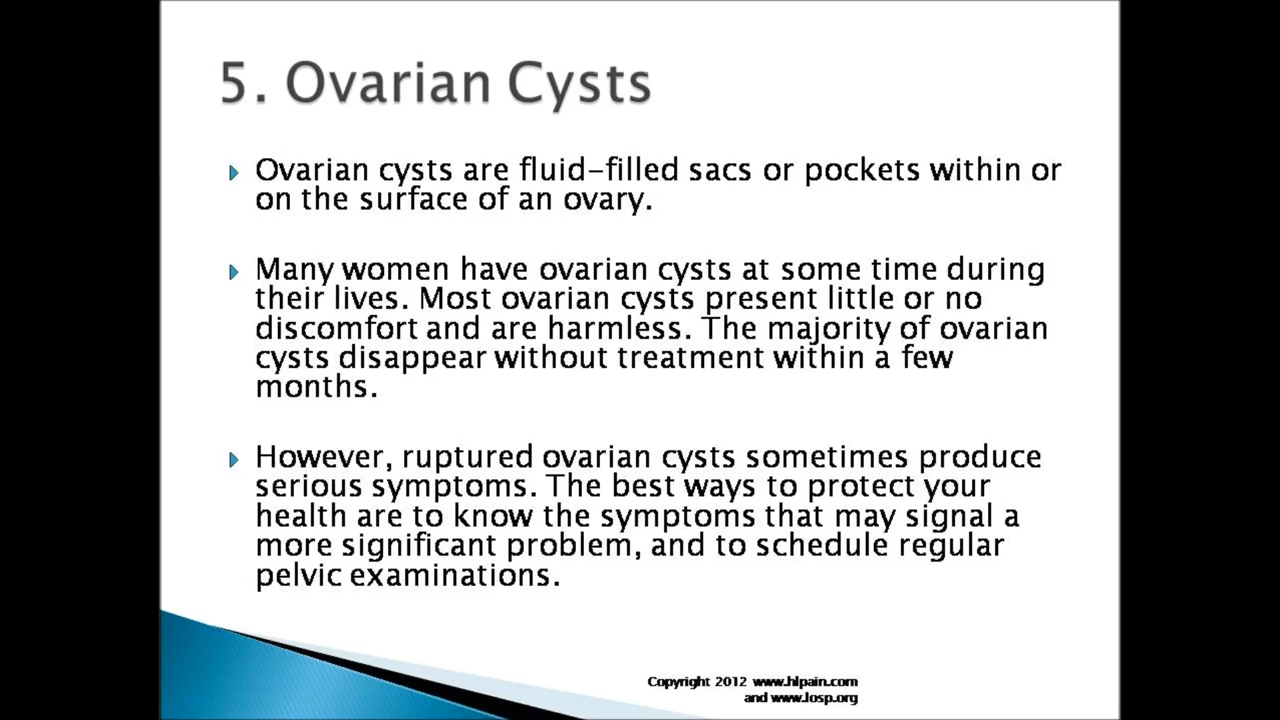 5. Ovarian Cysts
Ovarian cysts are fluid-filled sacs or pockets within or
on the surface of an ovary.
Many women have ovarian cysts at some time during
their lives. Most ovarian cysts present little or no
discomfort and are harmless. The majority of ovarian
cysts disappear without treatment within a few
months.
However, ruptured ovarian cysts sometimes produce
serious symptoms. The best ways to protect your
health are to know the symptoms that may signal a
more significant problem, and to schedule regular
pelvic examinations.
Copyright 2012 www.hlpain.com
and www.losp.org